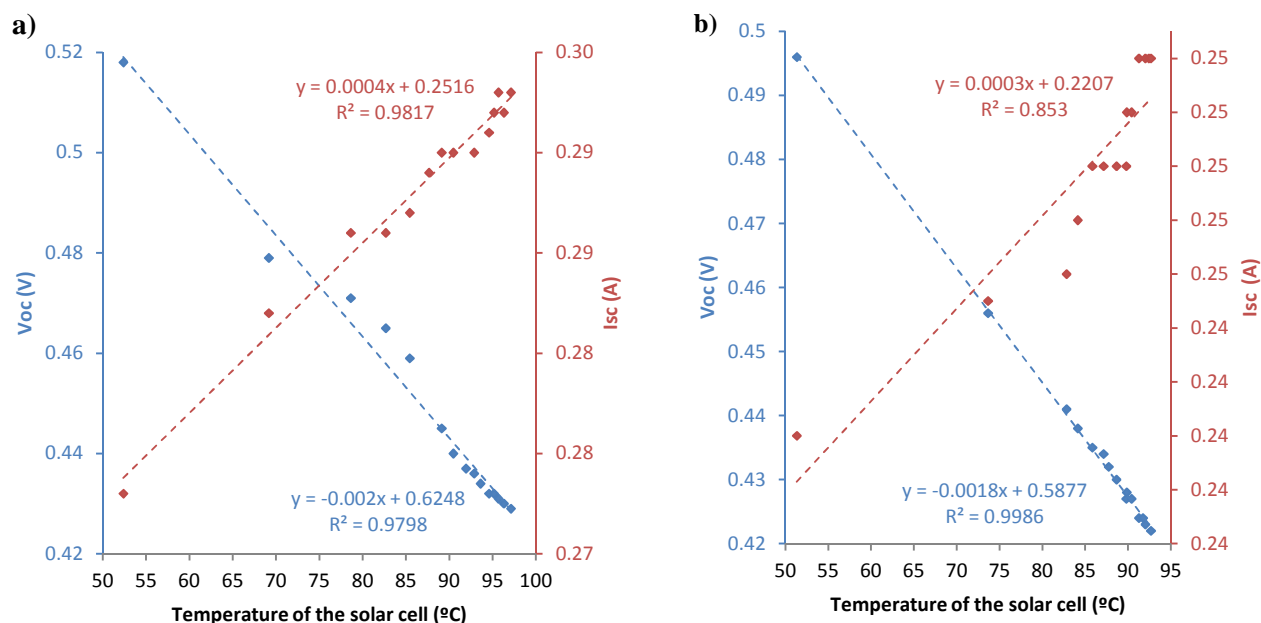 a)
0.52
0.5
0.48
0.46
0.44
0.42
Voc (V)
y = 0.0004x + 0.2516
R² = 0.9817
y = -0.002x + 0.6248
R² = 0.9798
0.30
0.29
0.29
0.28
0.28
0.27
Isc (A)
50 55 60 65 70 75 80 85 90 95 100
Temperature of the solar cell (ºC)
b)
0.5
0.49
0.48
0.47
0.46
0.45
0.44
0.43
0.42
Voc (V)
y = 0.0003x + 0.2207
R² = 0.853
y = -0.0018x + 0.5877
R² = 0.9986
0.25
0.25
0.25
0.25
0.25
0.24
0.24
0.24
0.24
0.24
Isc (A)
50 55 60 65 70 75 80 85 90 95
Temperature of the solar cell (ºC)